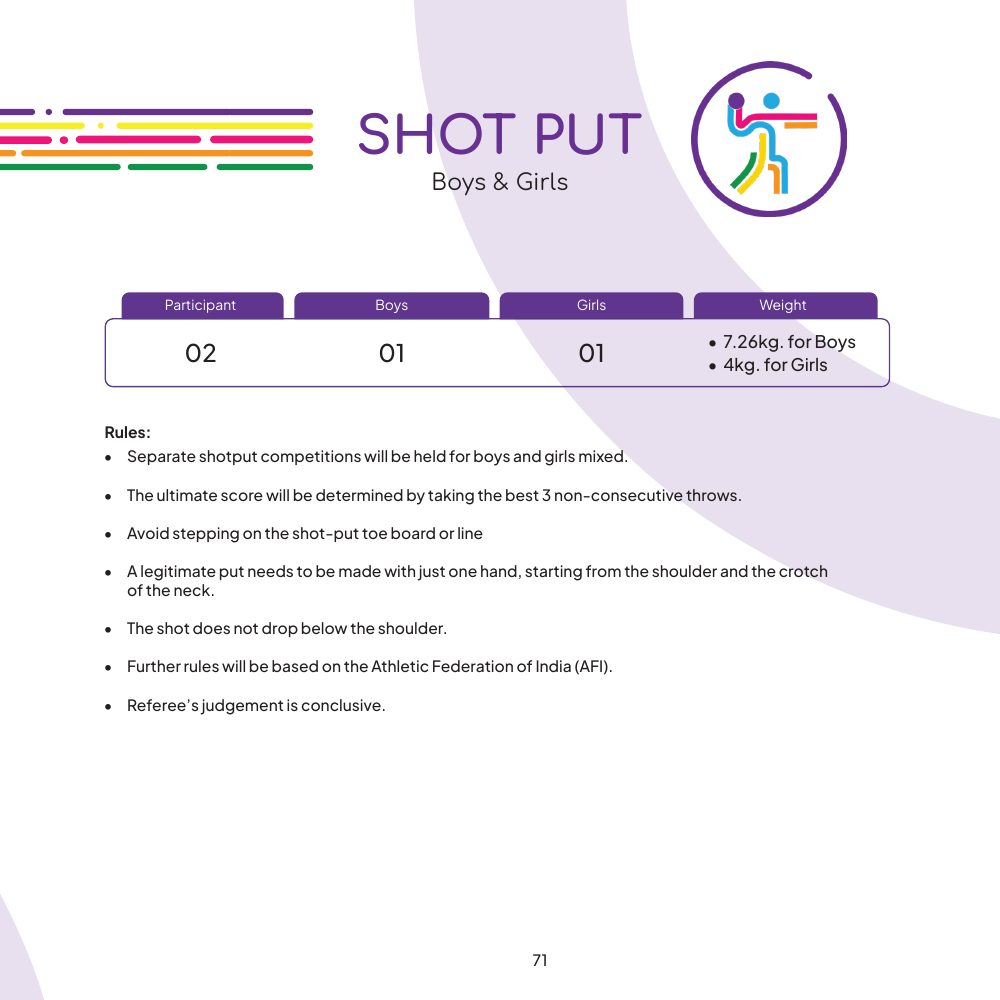 SHOT PUT
Boys & Girls
Participant Boys Girls Weight
02 01 01
• 7.26kg. for Boys
• 4kg. for Girls
Rules:
• Separate shotput competitions will be held for boys and girls mixed.
• The ultimate score will be determined by taking the best 3 non-consecutive throws.
• Avoid stepping on the shot-put toe board or line
• A legitimate put needs to be made with just one hand, starting from the shoulder and the crotch
of the neck.
• The shot does not drop below the shoulder.
• Further rules will be based on the Athletic Federation of India (AFI).
• Referee’s judgement is conclusive.
71